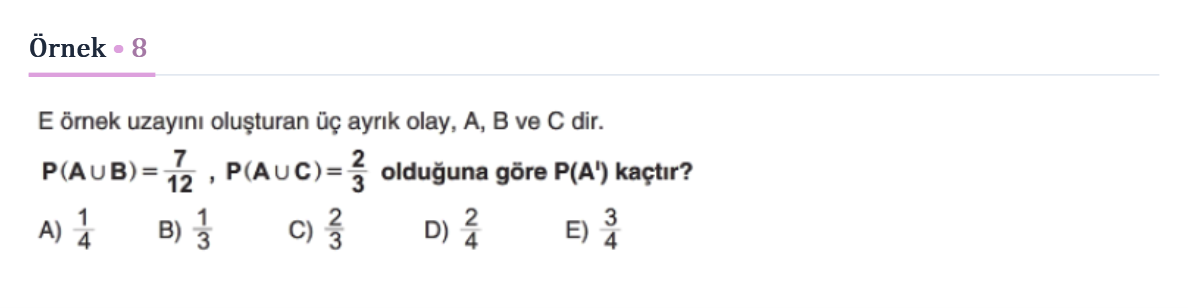 Örnek • 8
E örnek uzayını oluşturan üç ayrık olay, A, B ve C dir.
P(A∪B)=7/12 , P(A∪C)=2/3 olduğuna göre P(A') kaçtır?
A) 1/4 B) 1/3 C) 2/3 D) 2/4 E) 3/4